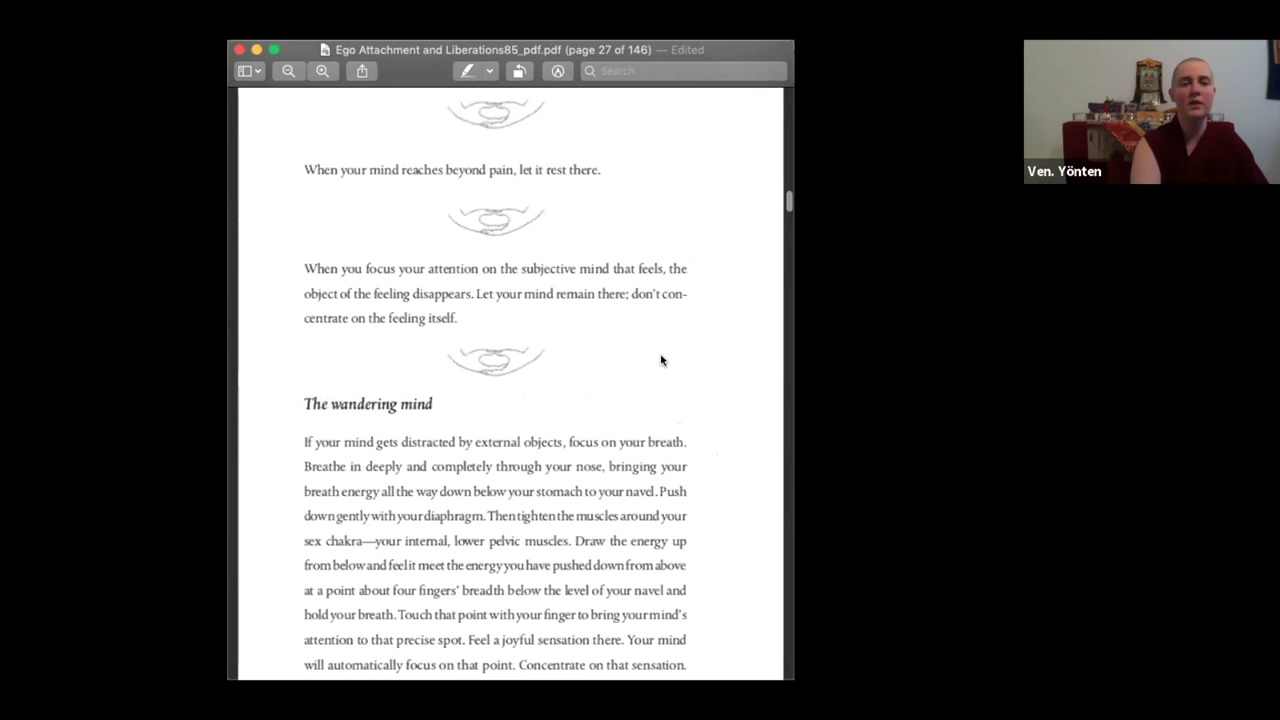 Ego Attachment and Liberations85_pdf.pdf (page 27 of 146) — Edited
Search
When your mind reaches beyond pain, let it rest there.
When you focus your attention on the subjective mind that feels, the
object of the feeling disappears. Let your mind remain there; don't con-
centrate on the feeling itself.
The wandering mind
If your mind gets distracted by external objects, focus on your breath.
Breathe in deeply and completely through your nose, bringing your
breath energy all the way down below your stomach to your navel. Push
down gently with your diaphragm. Then tighten the muscles around your
sex chakra—your internal, lower pelvic muscles. Draw the energy up
from below and feel it meet the energy you have pushed down from above
at a point about four fingers' breadth below the level of your navel and
hold your breath. Touch that point with your finger to bring your mind's
attention to that precise spot. Feel a joyful sensation there. Your mind
will automatically focus on that point. Concentrate on that sensation.
Ven. Yönten